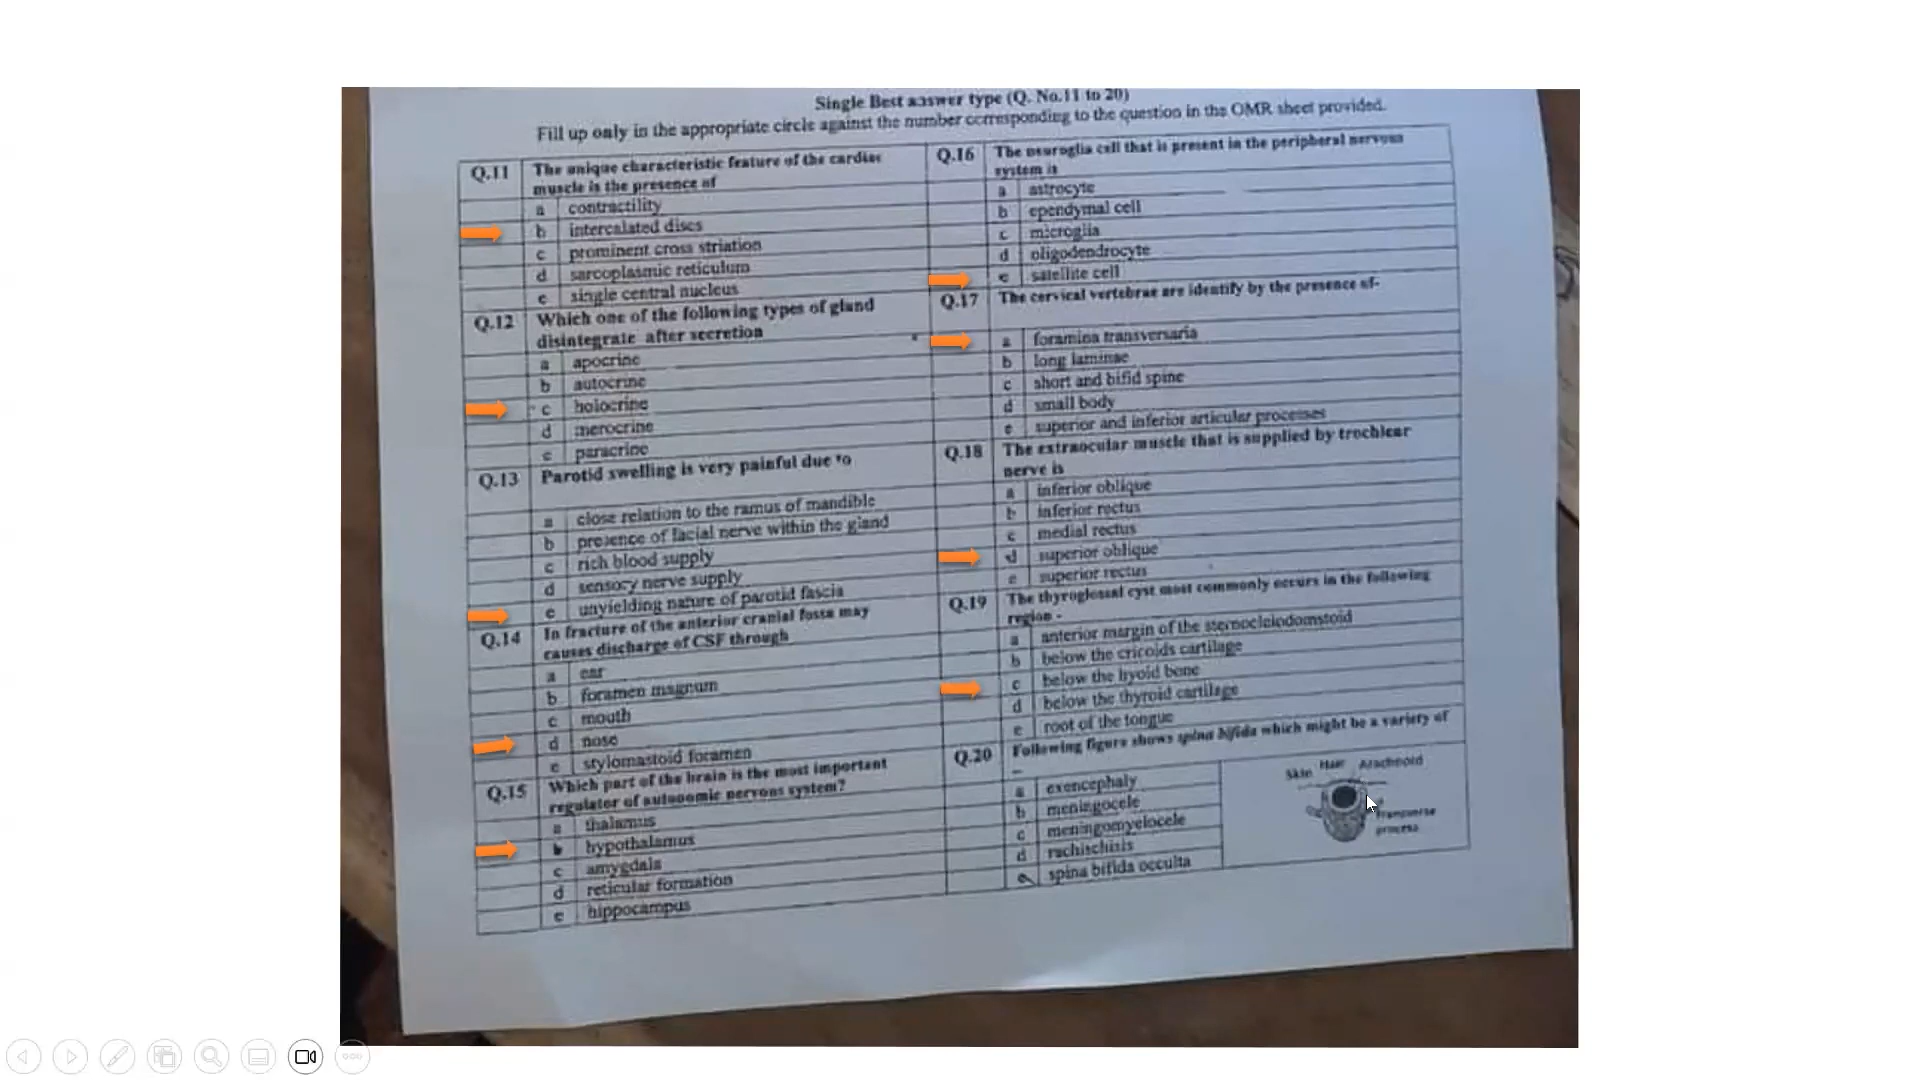 Single Best answer type (Q. No.11 to 20)
Fill up only in the appropriate circle against the number corresponding to the question in the OMR sheet provided.
Q.11 The unique characteristic feature of the cardiac
muscle is the presence of
a contractility
b intercalated discs
c prominent cross striation
d sarcoplasmic reticulum
e single central nucleus
Q.12 Which one of the following types of gland
disintegrate after secretion
a apocrine
b autocrine
c holocrine
d merocrine
e paracrine
Q.13 Parotid swelling is very painful due to
a close relation to the ramus of mandible
b presence of facial nerve within the gland
c rich blood supply
d sensory nerve supply
e unyielding nature of parotid fascia
Q.14 In fracture of the anterior cranial fossa may
causes discharge of CSF through
a ear
b foramen magnum
c mouth
d nose
e stylomastoid foramen
Q.15 Which part of the brain is the most important
regulator of autonomic nervous system?
a thalamus
b hypothalamus
c amygdala
d reticular formation
e hippocampus
Q.16 The neuroglia cell that is present in the peripheral nervous
system is
a astrocyte
b ependymal cell
c microglia
d oligodendrocyte
e satellite cell
Q.17 The cervical vertebrae are identify by the presence of-
a foramina transversaria
b long laminae
c short and bifid spine
d small body
e superior and inferior articular processes
Q.18 The extraocular muscle that is supplied by trochlear
nerve is
a inferior oblique
b inferior rectus
c medial rectus
d superior oblique
e superior rectus
Q.19 The thyroglossal cyst most commonly occurs in the following
region -
a anterior margin of the sternocleiodomstoid
b below the cricoids cartilage
c below the hyoid bone
d below the thyroid cartilage
e root of the tongue
Q.20 Following figure shows spina bifida which might be a variety of
–
a exencephaly
b meningocele
c meningomyelocele
d rachischisis
e spina bifida occulta
Skin Hair Arachnoid
Transverse
process